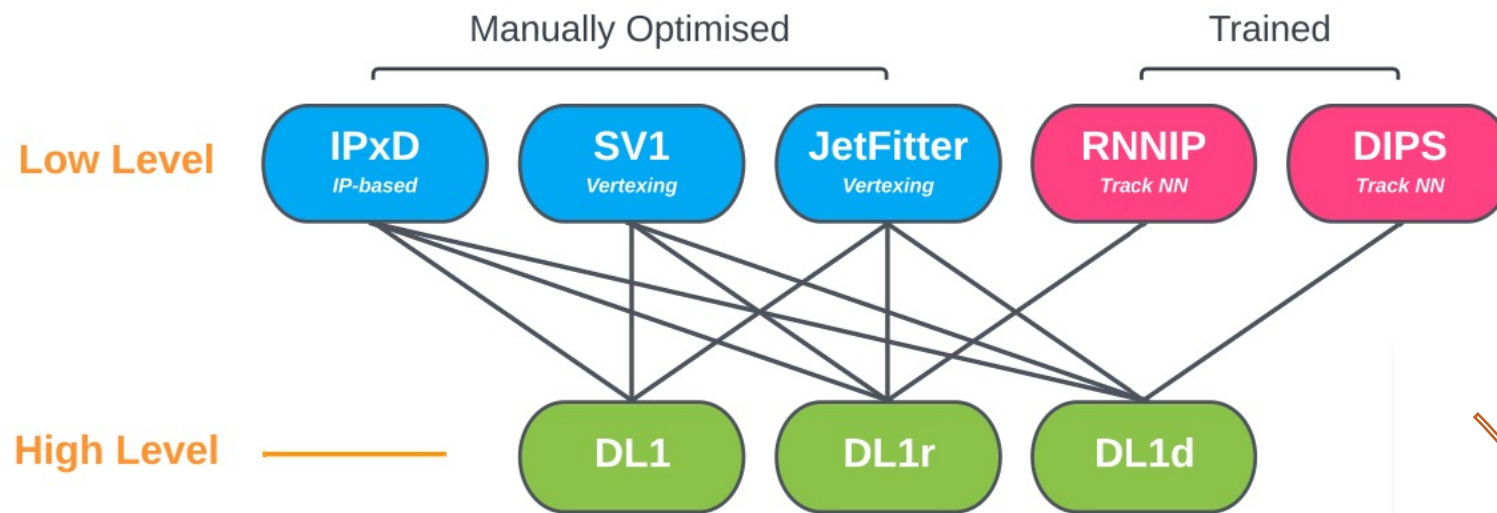 Manually Optimised
Trained
Low Level
IPxD
IP-based
SV1
Vertexing
JetFitter
Vertexing
RNNIP
Track NN
DIPS
Track NN
High Level
DL1
DL1r
DL1d